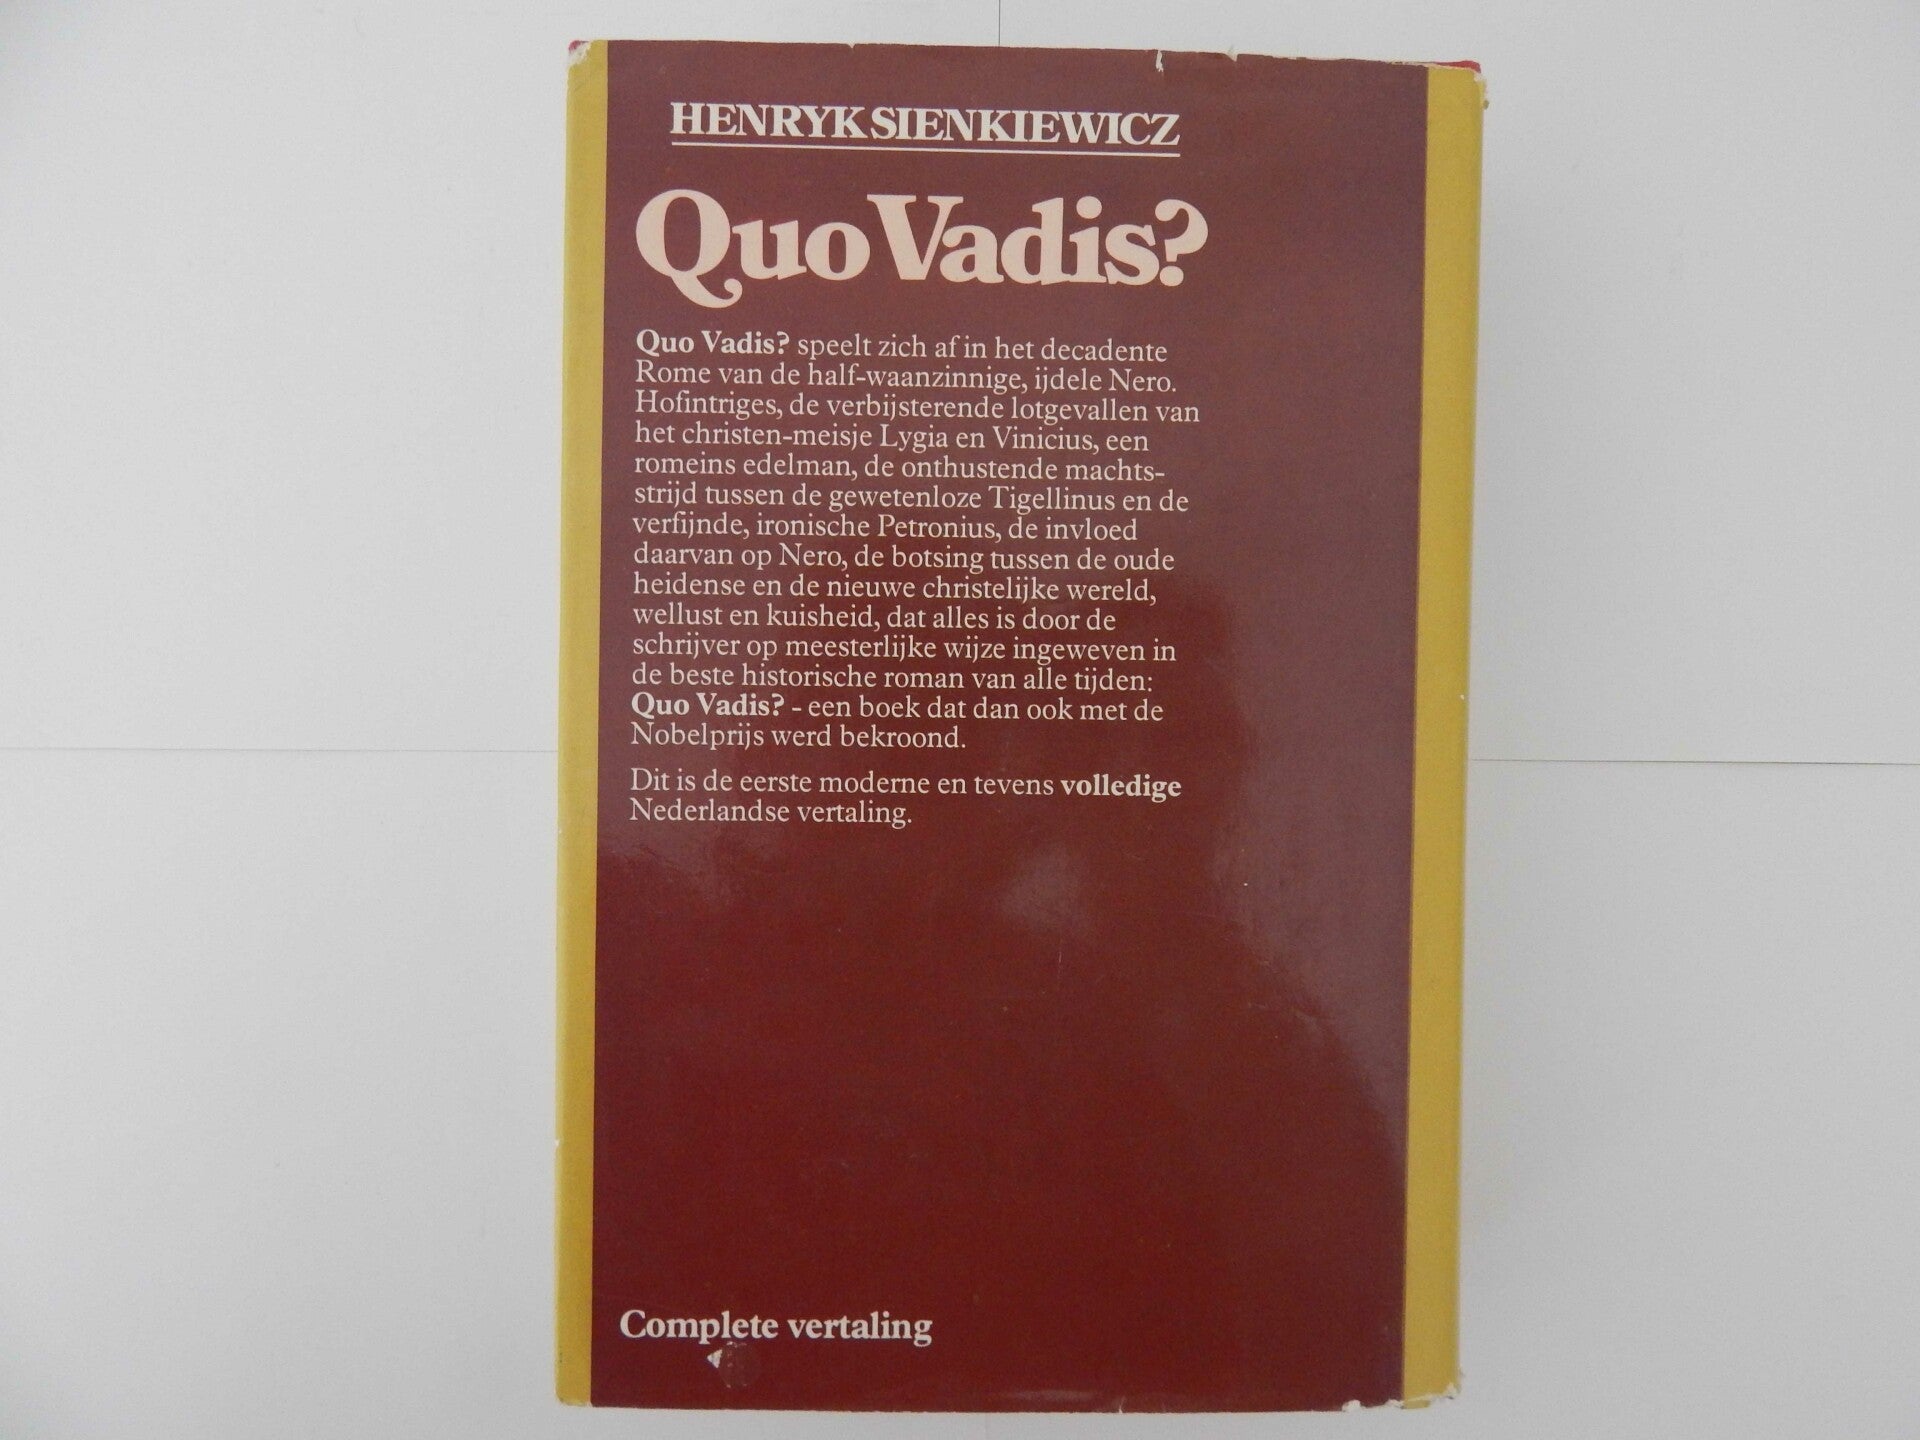 HENRYK SIENKIEWICZ
Quo Vadis?
Quo Vadis? speelt zich af in het decadente
Rome van de half-waanzinnige, ijdele Nero.
Hofintriges, de verbijsterende lotgevallen van
het christen-meisje Lygia en Vinicius, een
romeins edelman, de onthustende machts-
strijd tussen de gewetenloze Tigellinus en de
verfijnde, ironische Petronius, de invloed
daarvan op Nero, de botsing tussen de oude
heidense en de nieuwe christelijke wereld,
wellust en kuisheid, dat alles is door de
schrijver op meesterlijke wijze ingeweven in
de beste historische roman van alle tijden:
Quo Vadis? - een boek dat dan ook met de
Nobelprijs werd bekroond.
Dit is de eerste moderne en tevens volledige
Nederlandse vertaling.
Complete vertaling